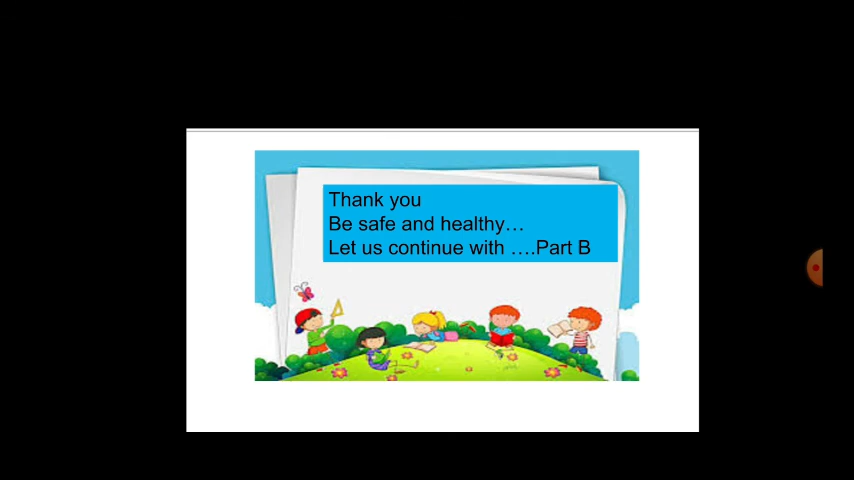 Thank you
Be safe and healthy…
Let us continue with ….Part B